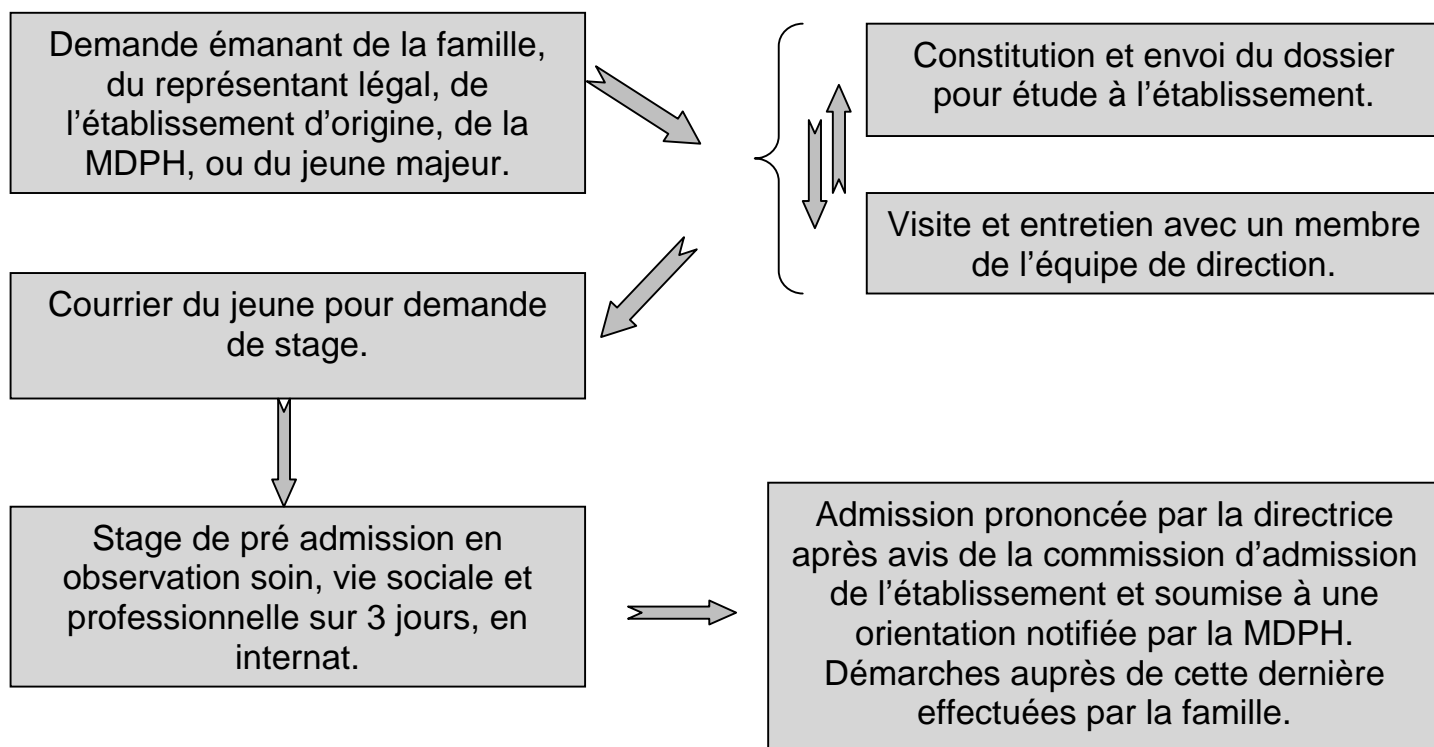 Demande émanant de la famille,
du représentant légal, de
l’établissement d’origine, de la
MDPH, ou du jeune majeur.
Constitution et envoi du dossier
pour étude à l’établissement.
Visite et entretien avec un membre
de l’équipe de direction.
Courrier du jeune pour demande
de stage.
Stage de pré admission en
observation soin, vie sociale et
professionnelle sur 3 jours, en
internat.
Admission prononcée par la directrice
après avis de la commission d’admission
de l’établissement et soumise à une
orientation notifiée par la MDPH.
Démarches auprès de cette dernière
effectuées par la famille.